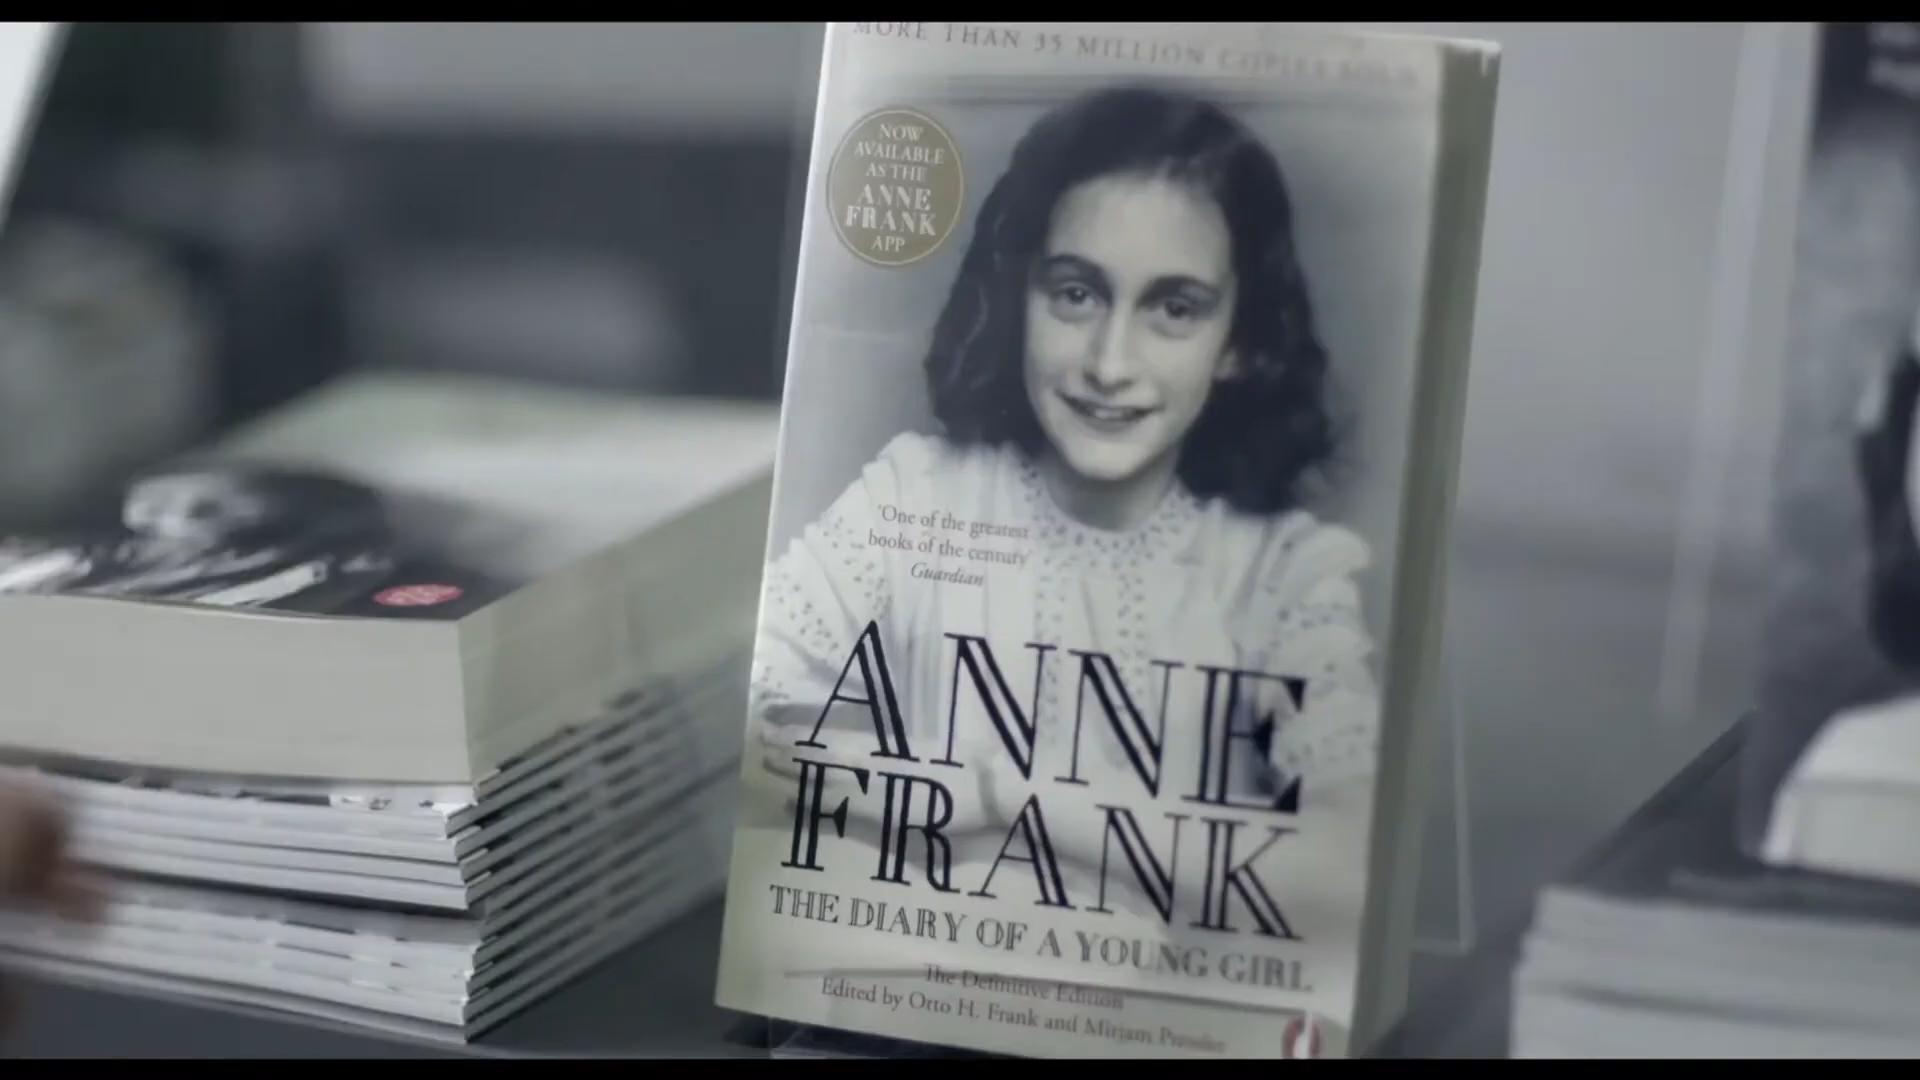 MORE THAN 35 MILLION COPIES SOLD
NOW
AVAILABLE
AS THE
ANNE
FRANK
APP
'One of the greatest
books of the century'
Guardian
ANNE
FRANK
THE DIARY OF A YOUNG GIRL
The Definitive Edition
Edited by Otto H. Frank and Mirjam Pressler